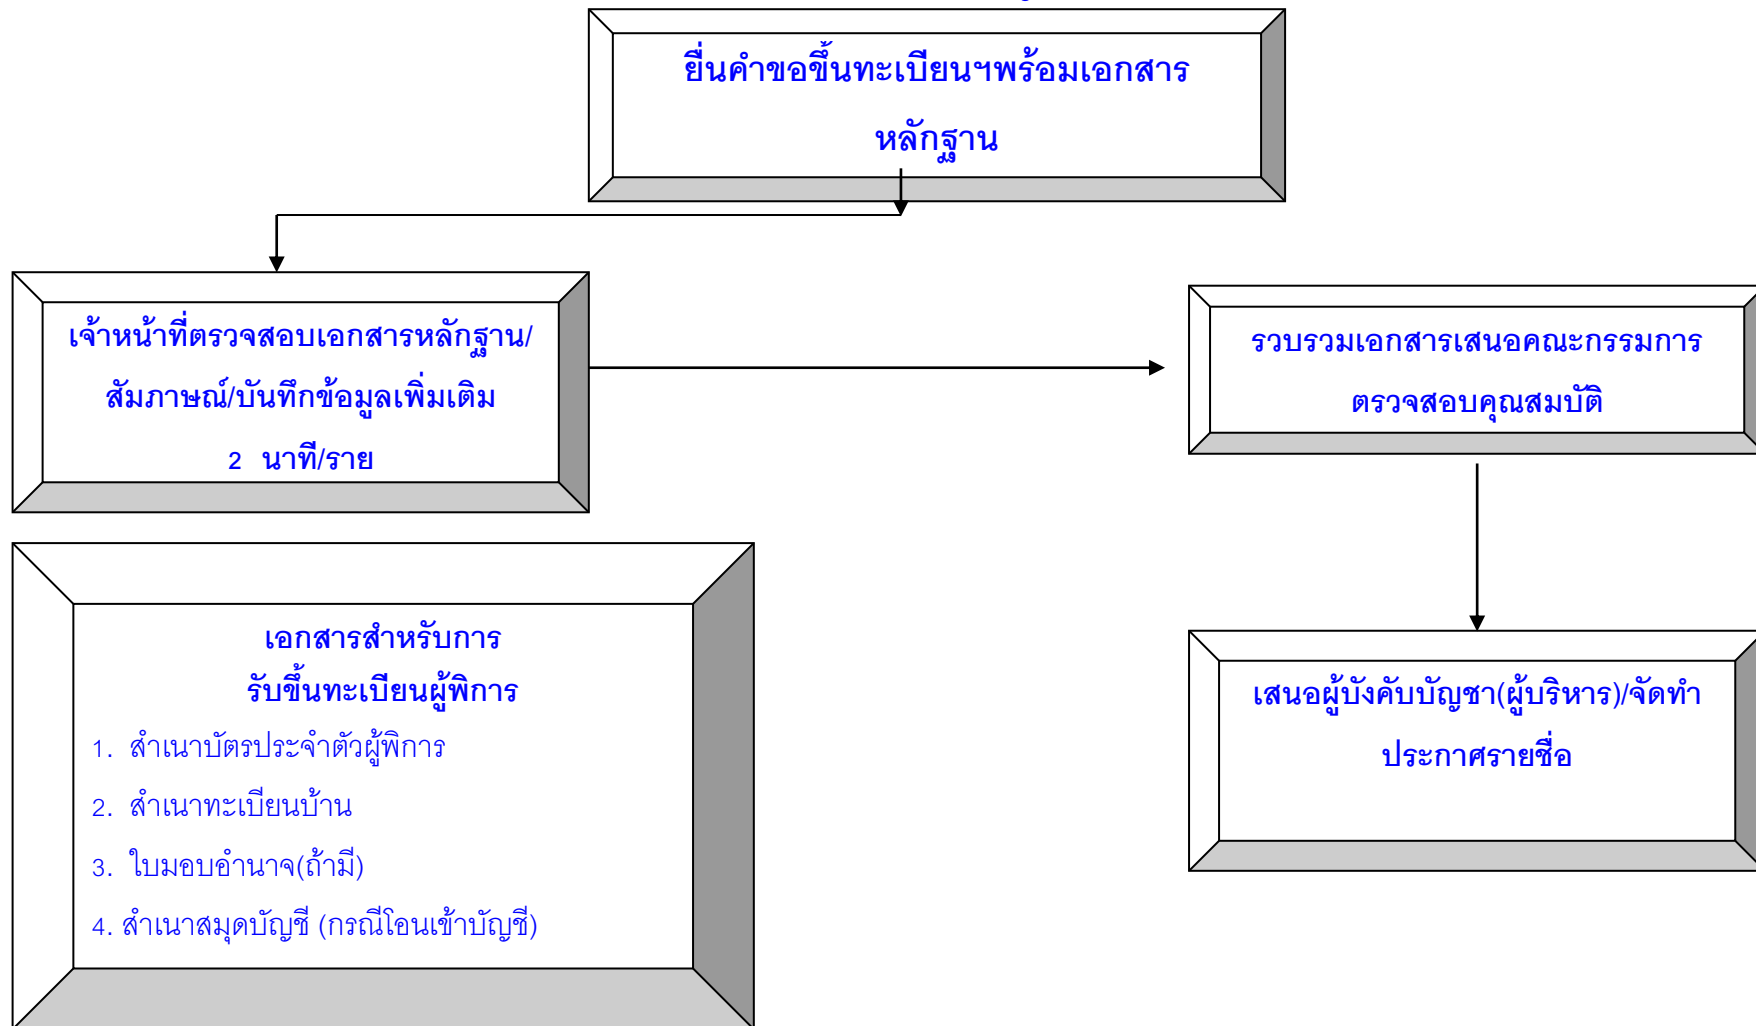 ยื่นคำขอขึ้นทะเบียนฯพร้อมเอกสาร
หลักฐาน
เจ้าหน้าที่ตรวจสอบเอกสารหลักฐาน/
สัมภาษณ์/บันทึกข้อมูลเพิ่มเติม
2 นาที/ราย
รวบรวมเอกสารเสนอคณะกรรมการ
ตรวจสอบคุณสมบัติ
เอกสารสำหรับการ
รับขึ้นทะเบียนผู้พิการ
1. สำเนาบัตรประจำตัวผู้พิการ
2. สำเนาทะเบียนบ้าน
3. ใบมอบอำนาจ(ถ้ามี)
4. สำเนาสมุดบัญชี (กรณีโอนเข้าบัญชี)
เสนอผู้บังคับบัญชา(ผู้บริหาร)/จัดทำ
ประกาศรายชื่อ